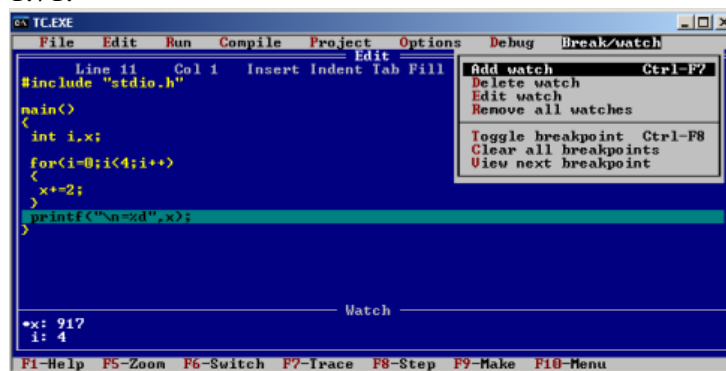 TC.EXE
File Edit Run Compile Project Options Debug Break/watch
Edit
Line 11 Col 1 Insert Indent Tab Fill
#include "stdio.h"
main()
{
int i,x;
for(i=0;i<4;i++)
{
x+=2;
}
printf("\n=%d",x);
}
Add watch Ctrl-F7
Delete watch
Edit watch
Remove all watches
Toggle breakpoint Ctrl-F8
Clear all breakpoints
View next breakpoint
Watch
•x: 917
i: 4
F1-Help F5-Zoom F6-Switch F7-Trace F8-Step F9-Make F10-Menu